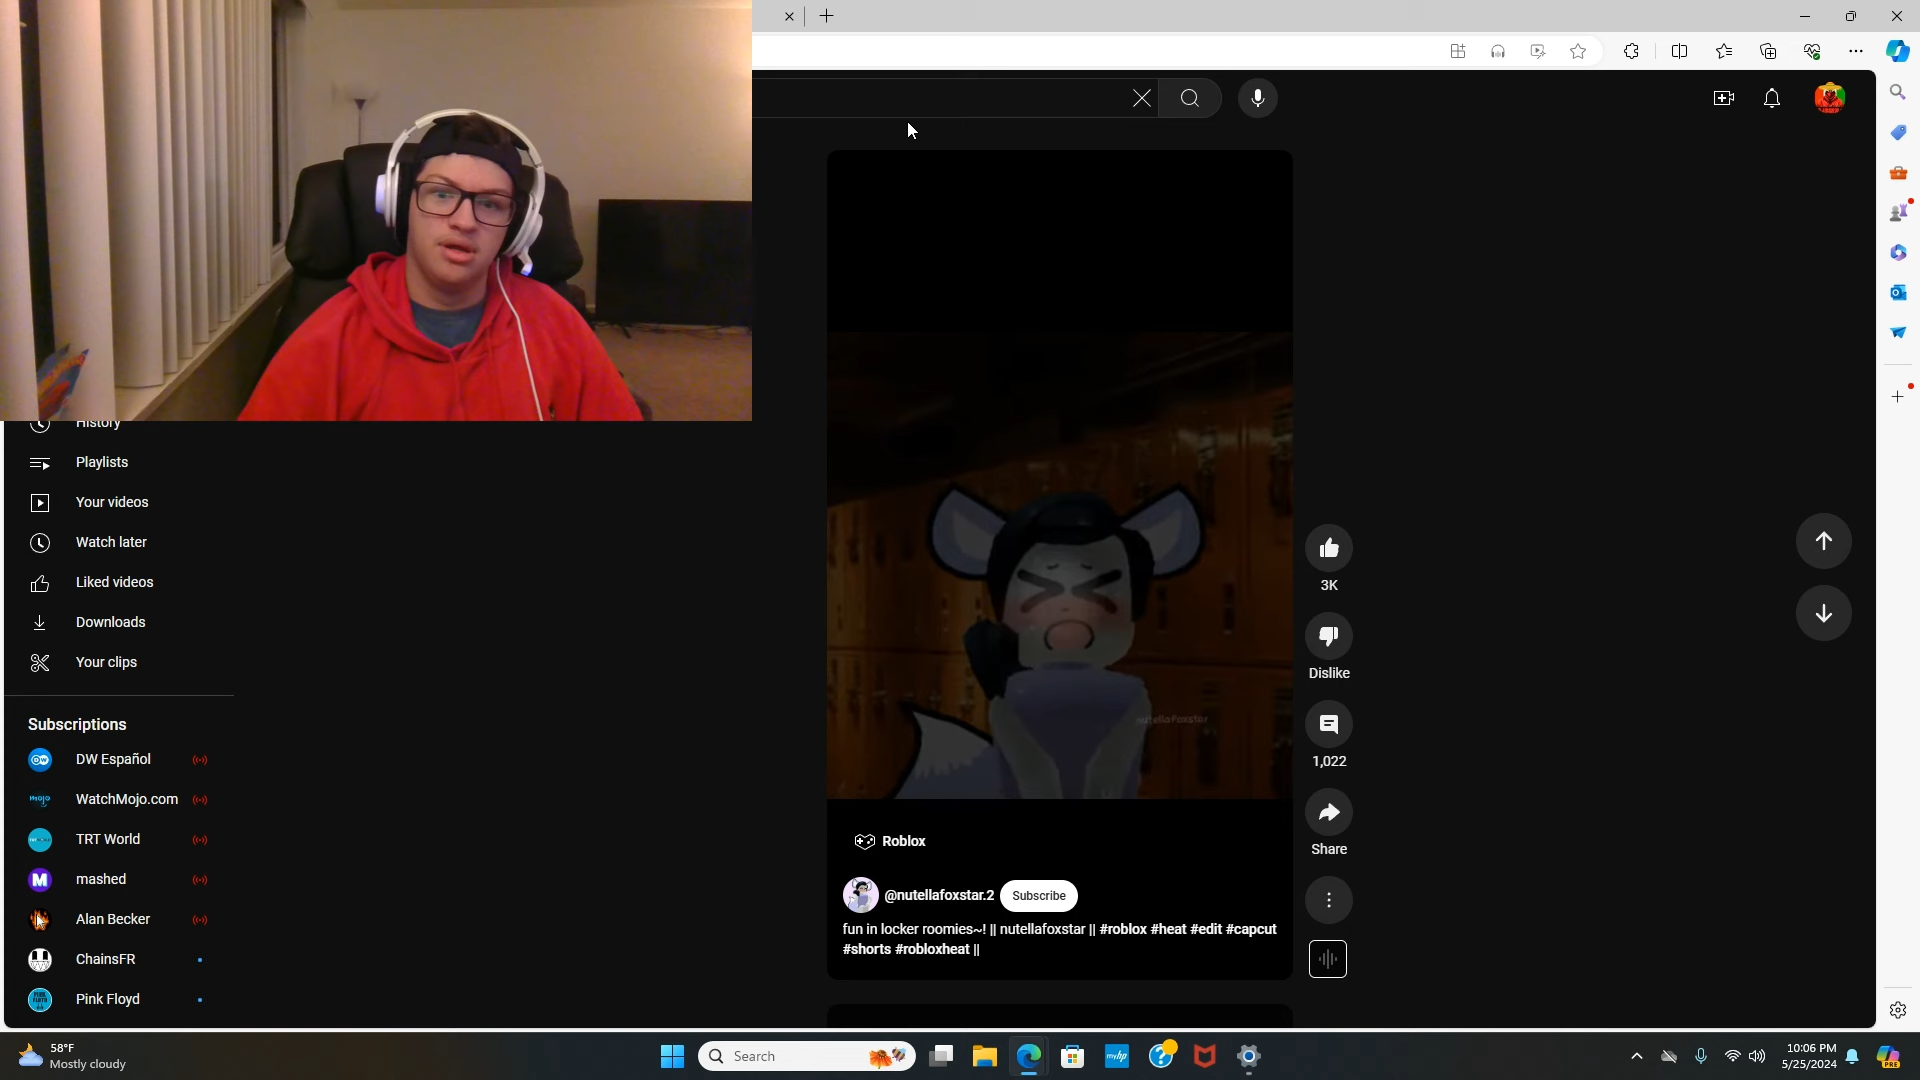 History
Playlists
Your videos
Watch later
Liked videos
Downloads
Your clips
Subscriptions
DW Español
WatchMojo.com
TRT World
mashed
Alan Becker
ChainsFR
Pink Floyd
nutellafoxstar
3K
Dislike
1,022
Share
Roblox
@nutellafoxstar.2 Subscribe
fun in locker roomies~! || nutellafoxstar || #roblox #heat #edit #capcut
#shorts #robloxheat ||
58°F
Mostly cloudy
Search
10:06 PM
5/25/2024